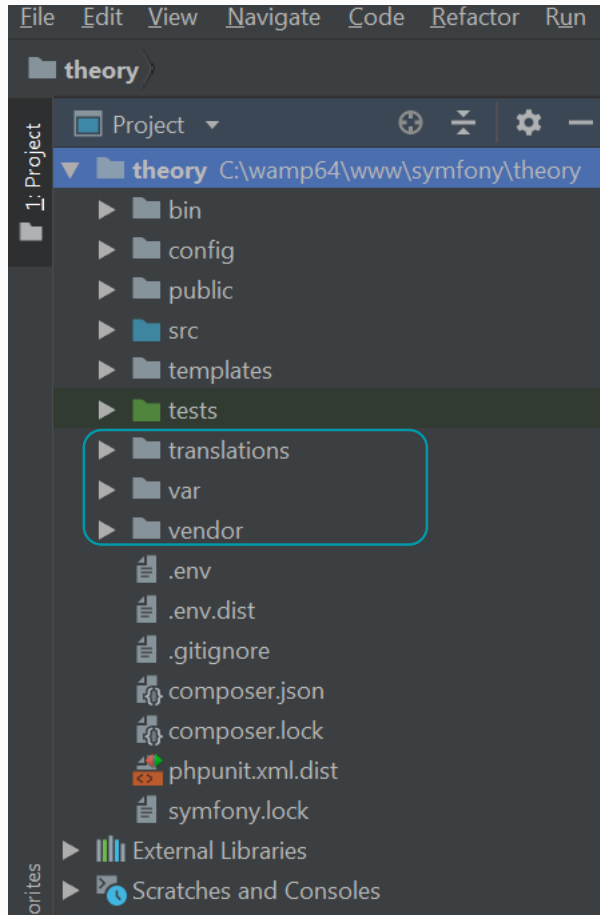 File Edit View Navigate Code Refactor Run
theory
Project
1: Project
theory C:\wamp64\www\symfony\theory
bin
config
public
src
templates
tests
translations
var
vendor
.env
.env.dist
.gitignore
composer.json
composer.lock
phpunit.xml.dist
symfony.lock
External Libraries
Scratches and Consoles
orites